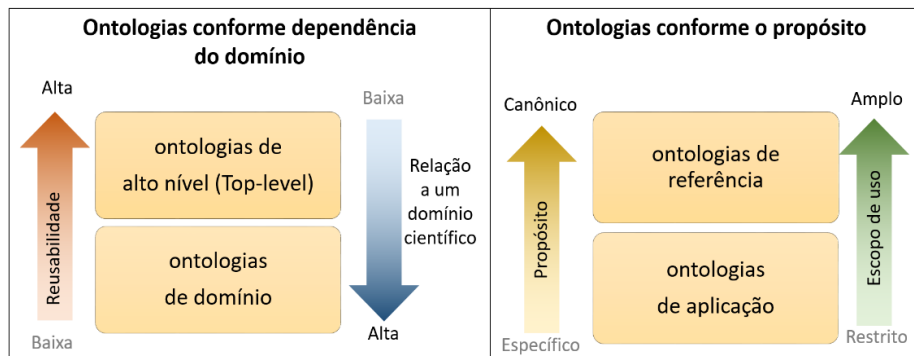 Ontologias conforme dependência
do domínio
Alta
Reusabilidade
Baixa
ontologias de
alto nível (Top-level)
ontologias
de domínio
Baixa
Relação
a um
domínio
científico
Alta
Ontologias conforme o propósito
Canônico
Propósito
Específico
ontologias de
referência
ontologias
de aplicação
Amplo
Escopo de uso
Restrito